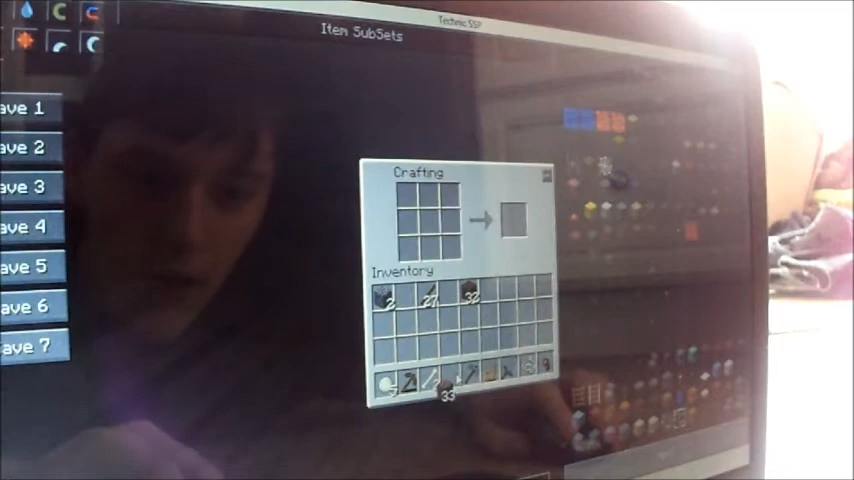 Technic SSP
Item SubSets
ave 1
ave 2
ave 3
ave 4
ave 5
ave 6
ave 7
Crafting
Inventory
2
27
32
33